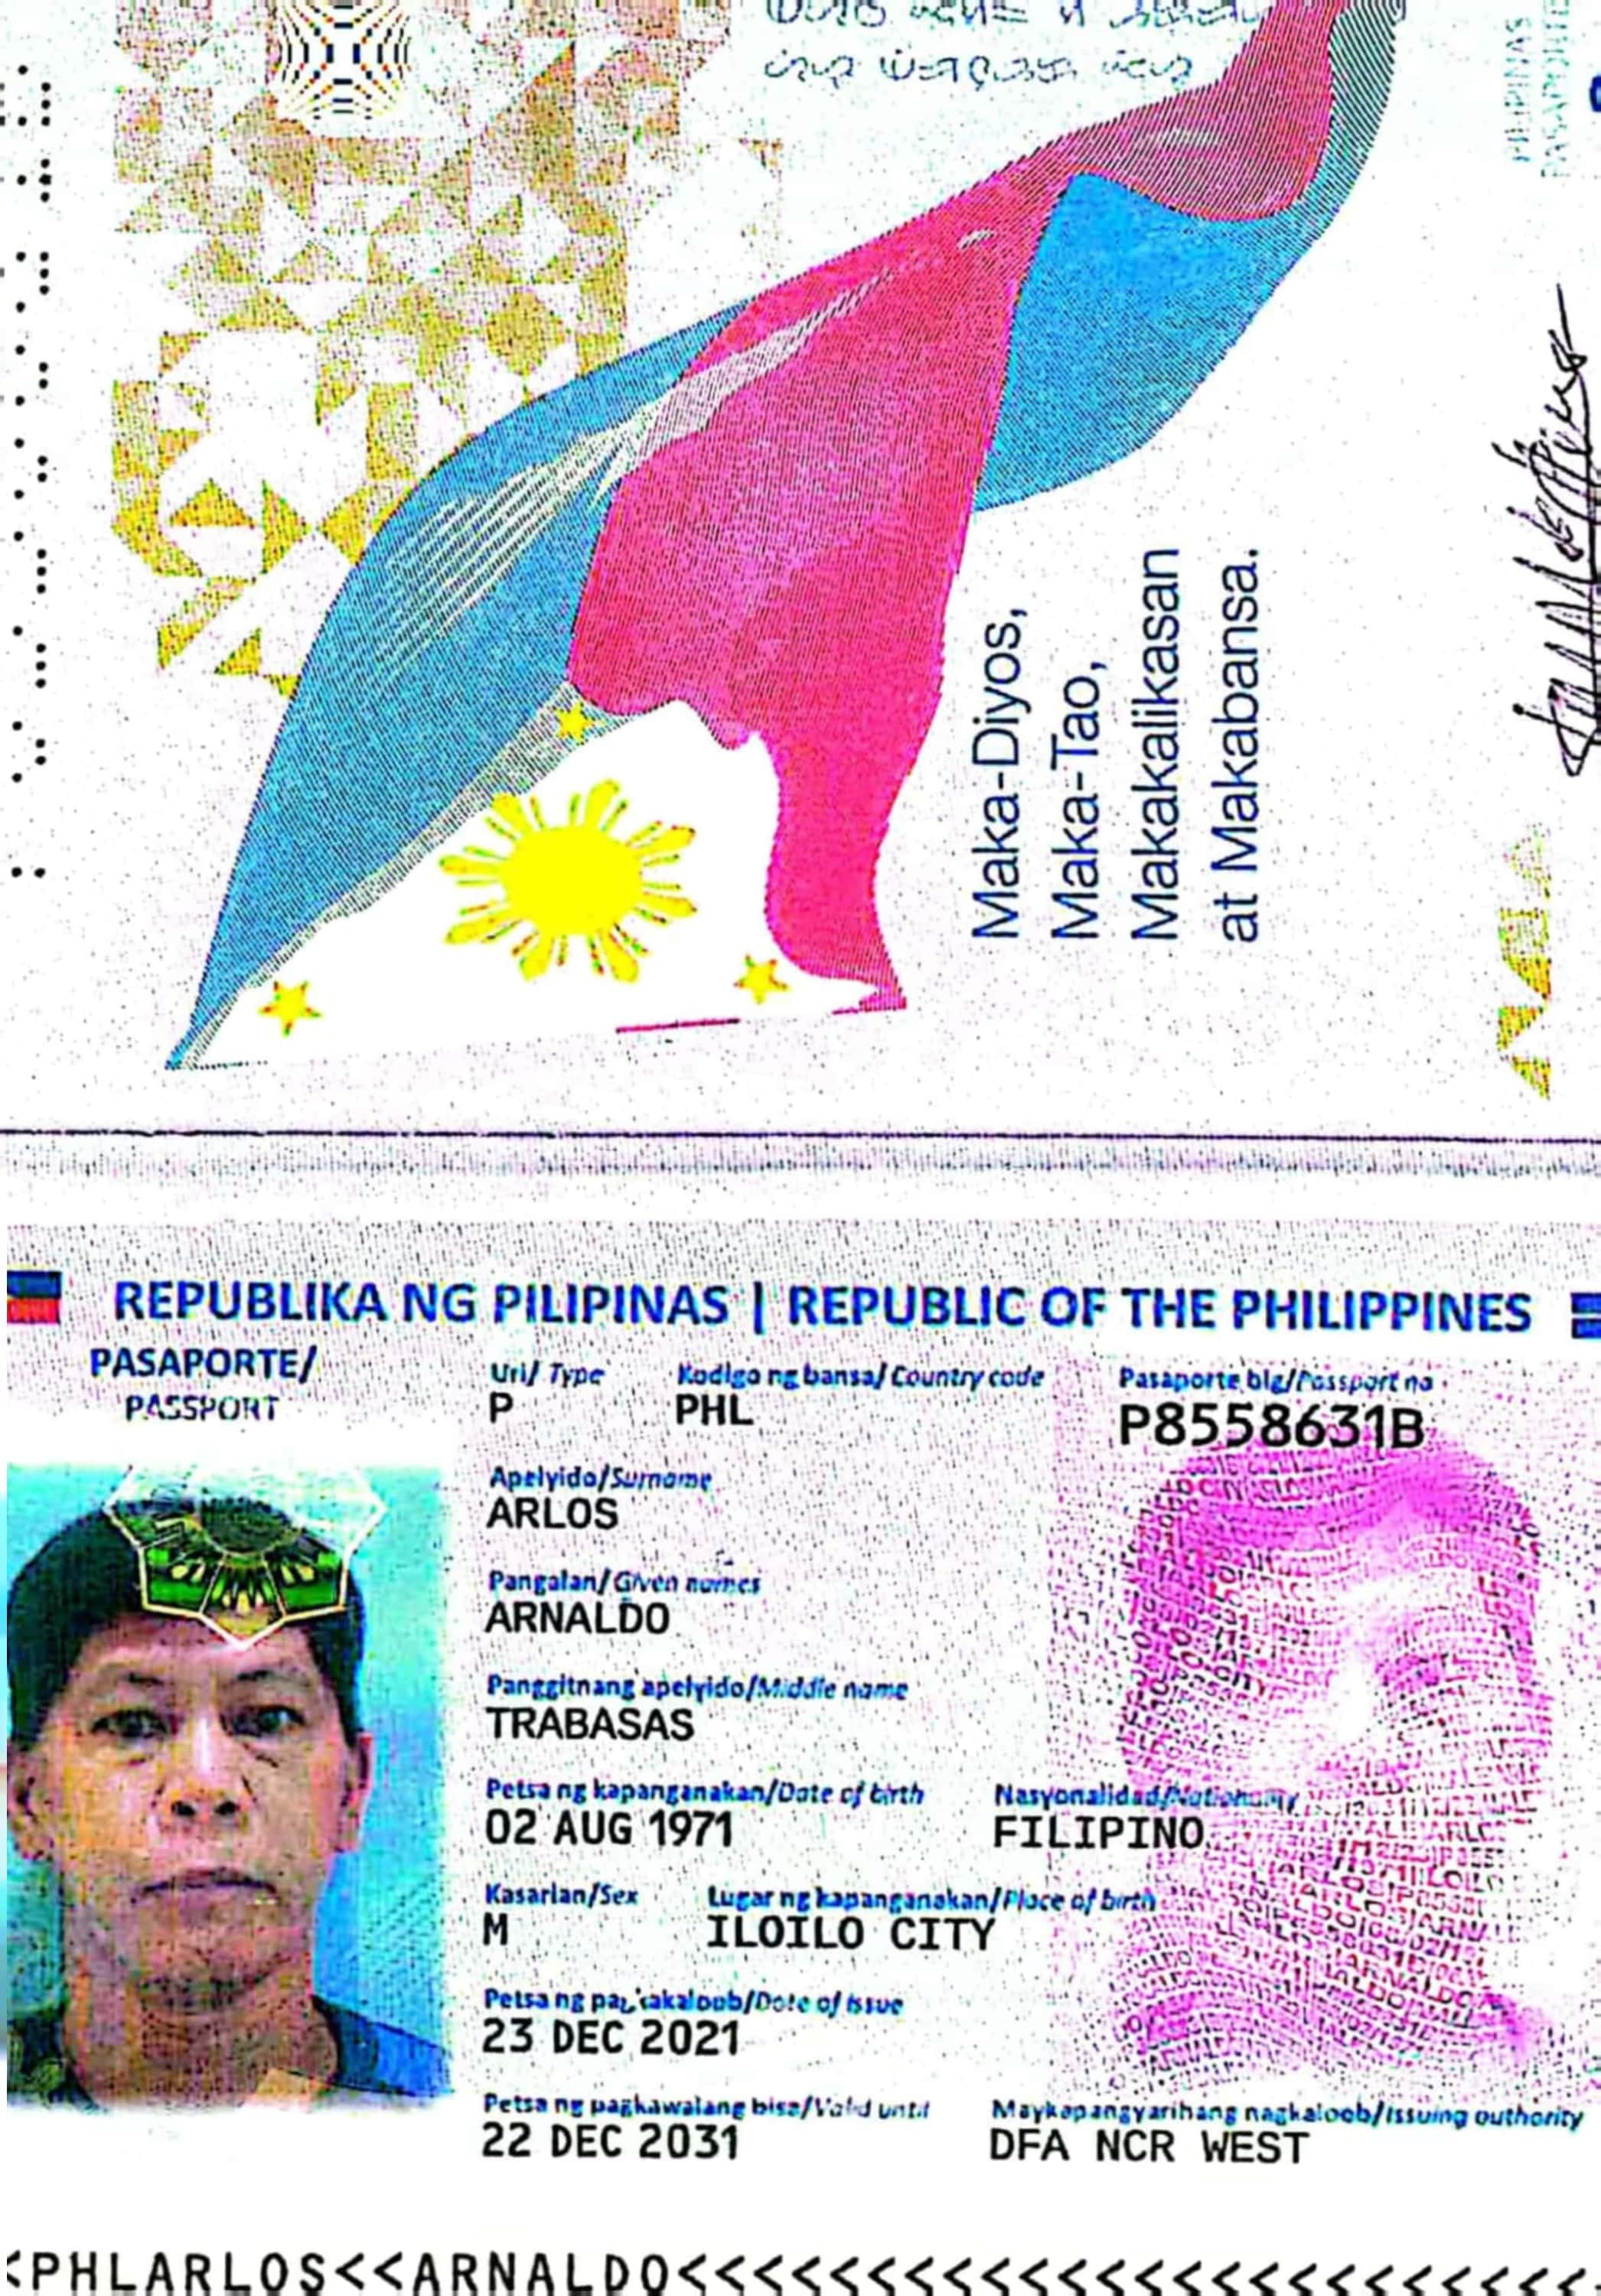 Maka-Diyos,
Maka-Tao,
Makakalikasan
at Makabansa.
PILIPINAS
REPUBLIKA NG PILIPINAS | REPUBLIC OF THE PHILIPPINES
PASAPORTE/
PASSPORT
Uri/ Type
Kodigo ng bansa/ Country code
Pasaporte blg/Passport no
P
PHL
P8558631B
Apelyido/Surname
ARLOS
Pangalan/Given names
ARNALDO
Panggitnang apelyido/Middle name
TRABASAS
Petsa ng kapanganakan/Date of birth
Nasyonalidad/Nationality
02 AUG 1971
FILIPINO
Kasarian/Sex
Lugar ng kapanganakan/Place of birth
M
ILOILO CITY
Petsa ng pagkakaloob/Date of issue
23 DEC 2021
Petsa ng pagkawalang bisa/Valid until
Maykapangyarihang nagkaloob/Issuing authority
22 DEC 2031
DFA NCR WEST
<PHLARLOS<<ARNALDO<<<<<<<<<<<<<<<<<<<<<<